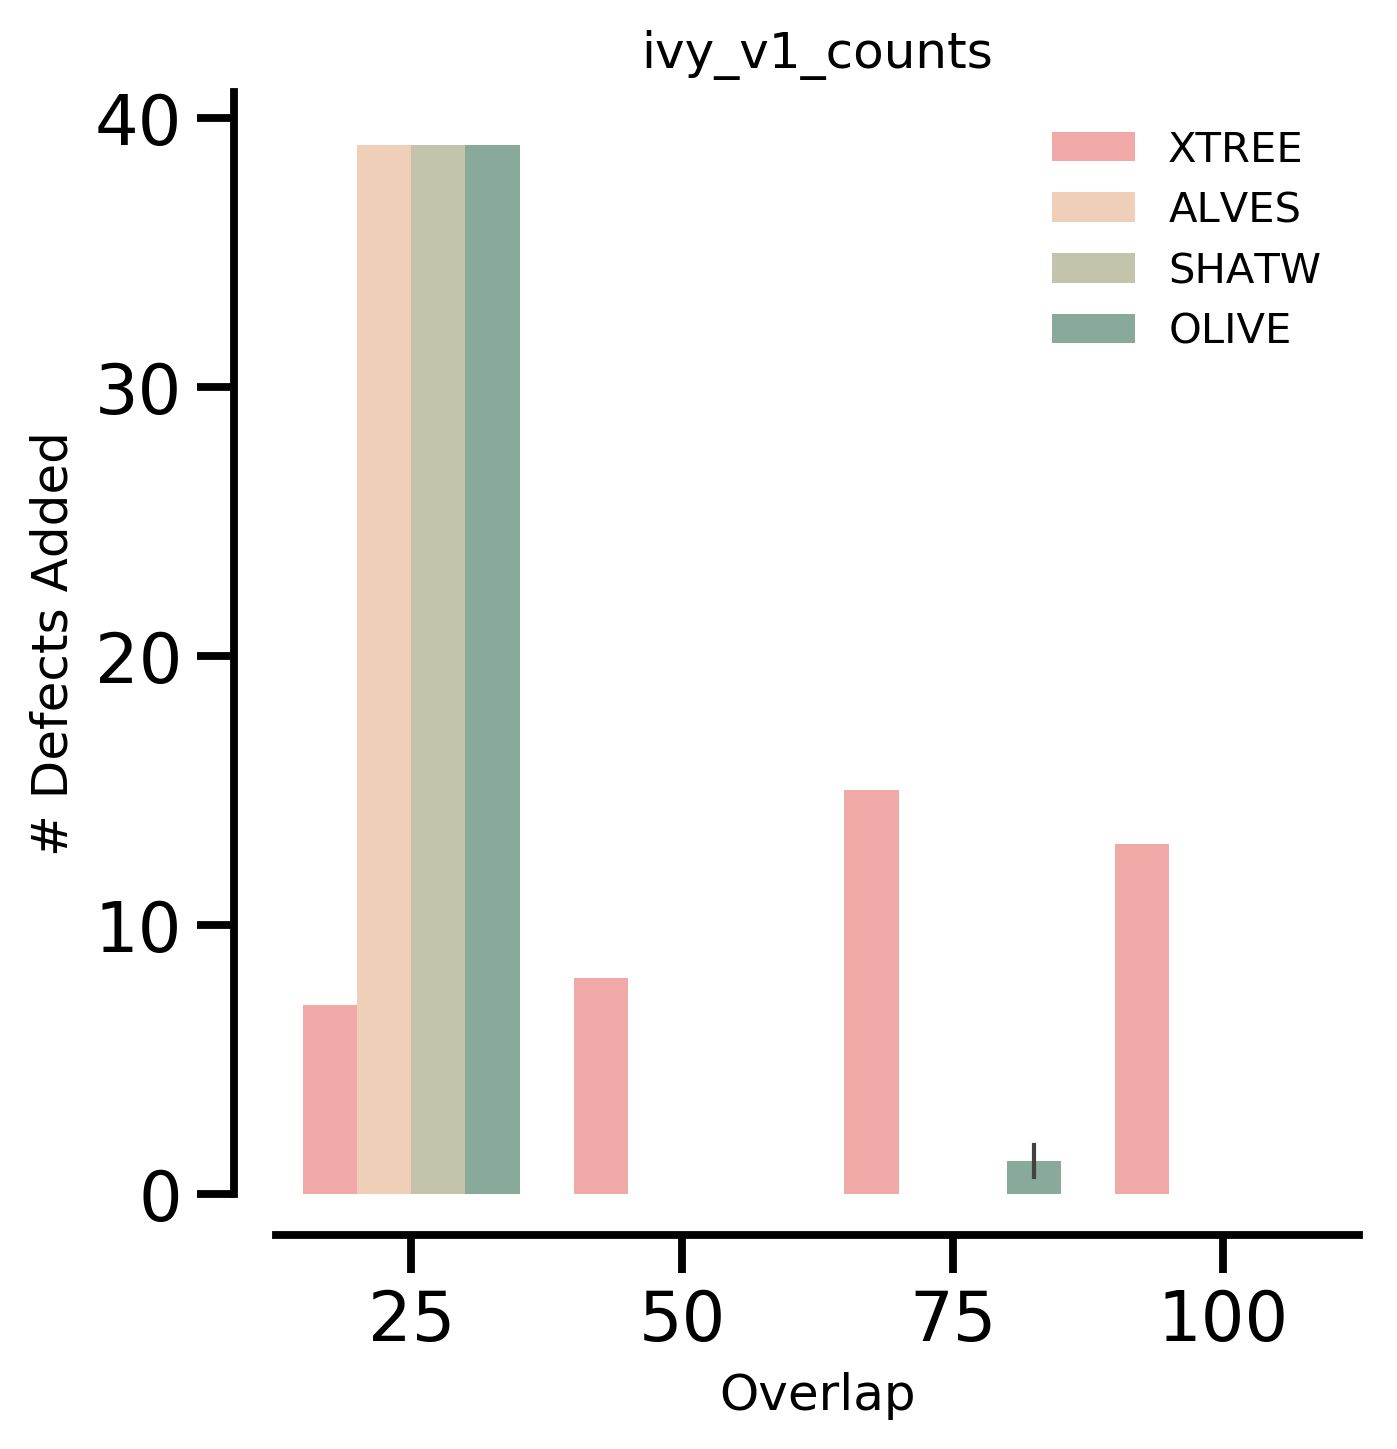 ivy_v1_counts
40
30
20
10
0
# Defects Added
XTREE
ALVES
SHATW
OLIVE
25 50 75 100
Overlap